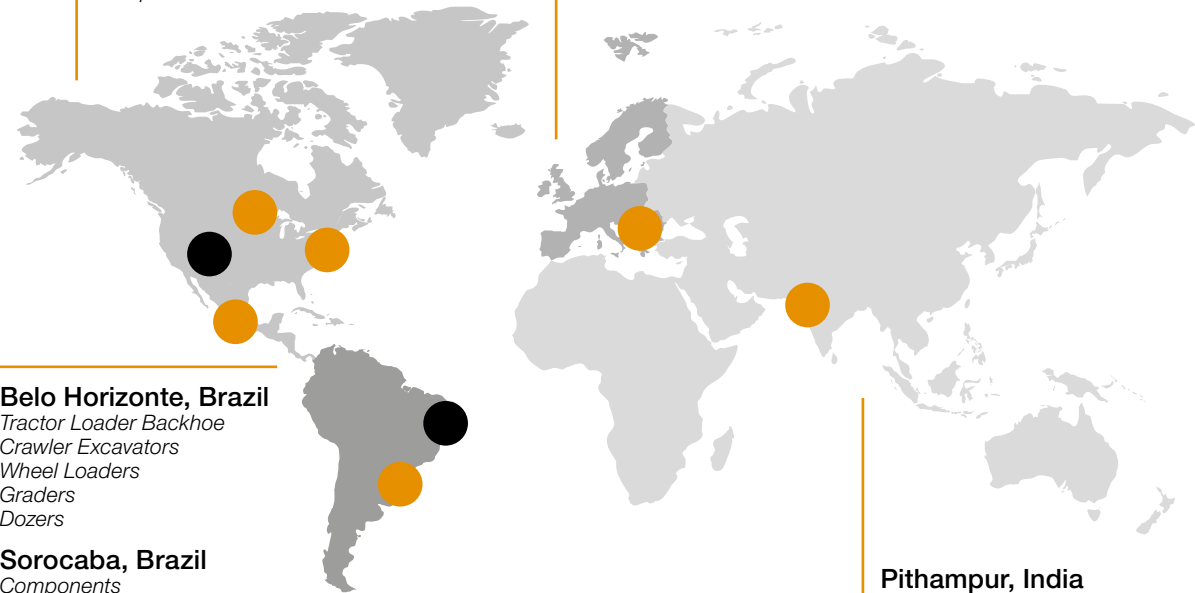 Belo Horizonte, Brazil
Tractor Loader Backhoe
Crawler Excavators
Wheel Loaders
Graders
Dozers
Sorocaba, Brazil
Components
Pithampur, India